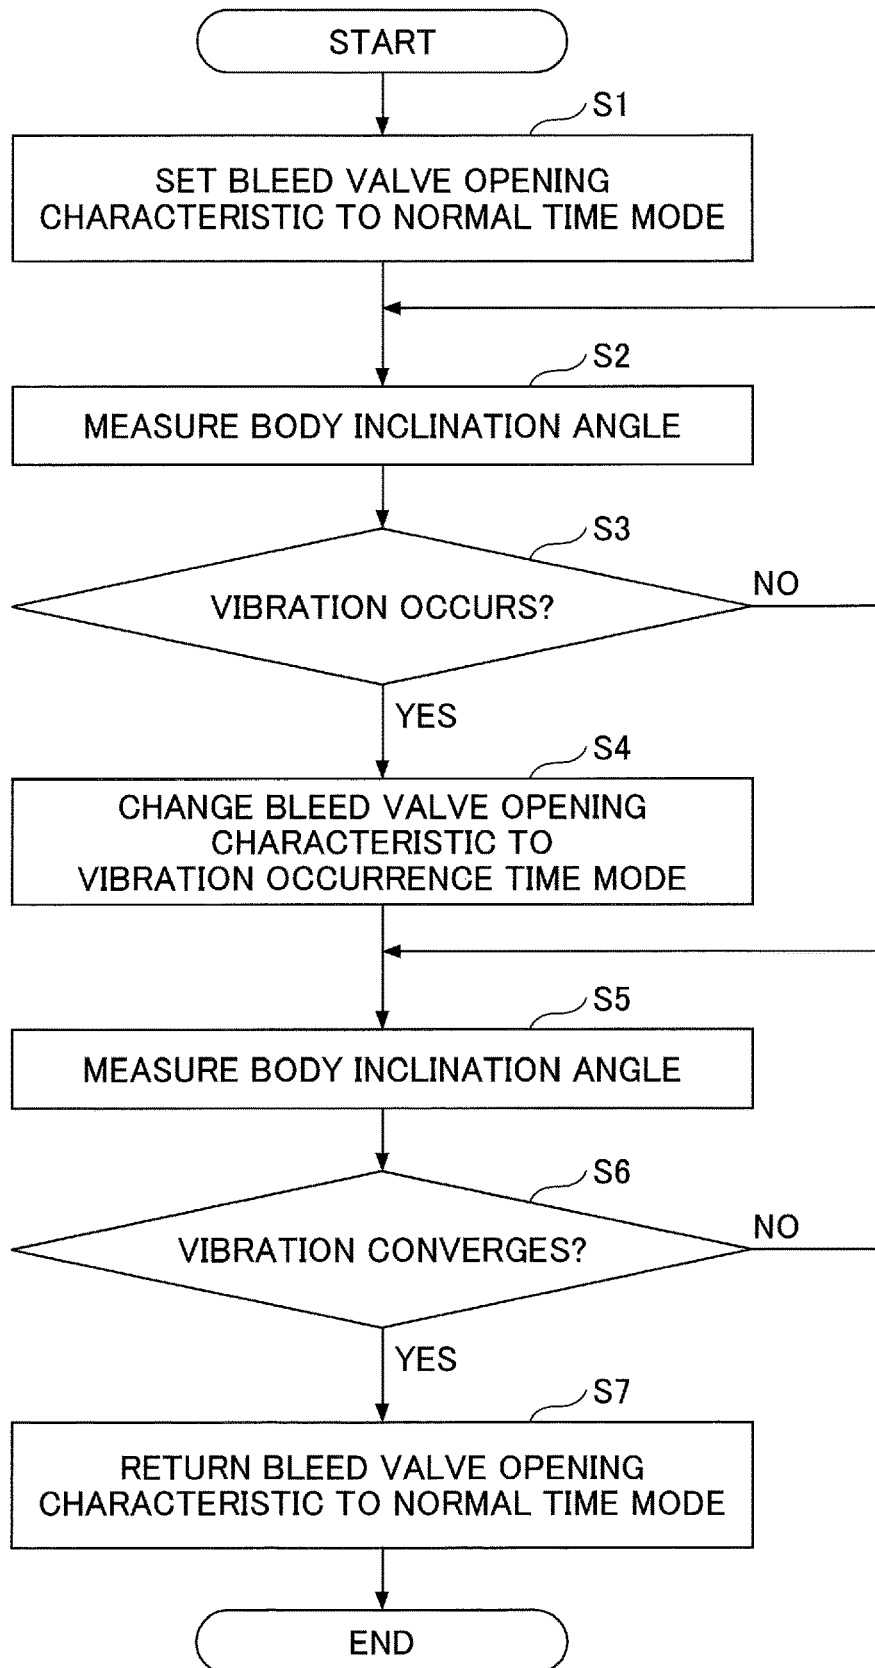 START
S1
SET BLEED VALVE OPENING
CHARACTERISTIC TO NORMAL TIME MODE
S2
MEASURE BODY INCLINATION ANGLE
S3
VIBRATION OCCURS?
NO
YES
S4
CHANGE BLEED VALVE OPENING
CHARACTERISTIC TO
VIBRATION OCCURRENCE TIME MODE
S5
MEASURE BODY INCLINATION ANGLE
S6
VIBRATION CONVERGES?
NO
YES
S7
RETURN BLEED VALVE OPENING
CHARACTERISTIC TO NORMAL TIME MODE
END